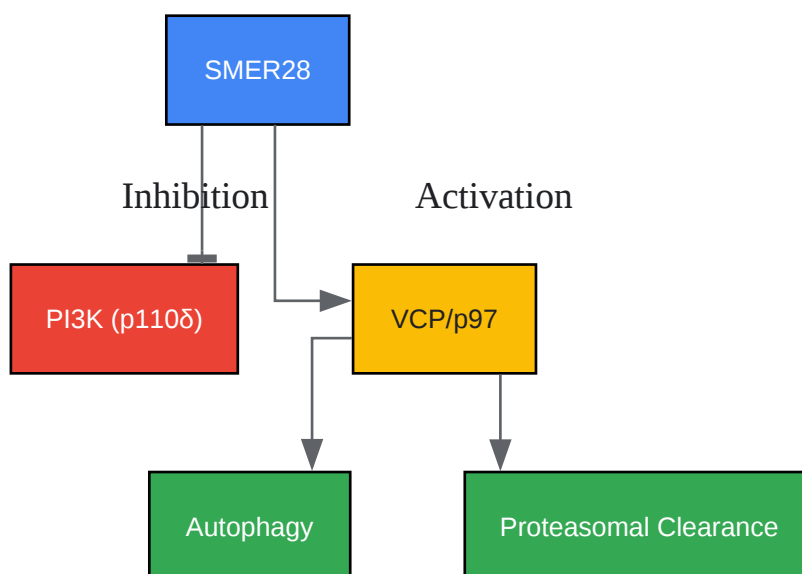 SMER28
Inhibition
Activation
PI3K (p110δ)
VCP/p97
Autophagy
Proteasomal Clearance